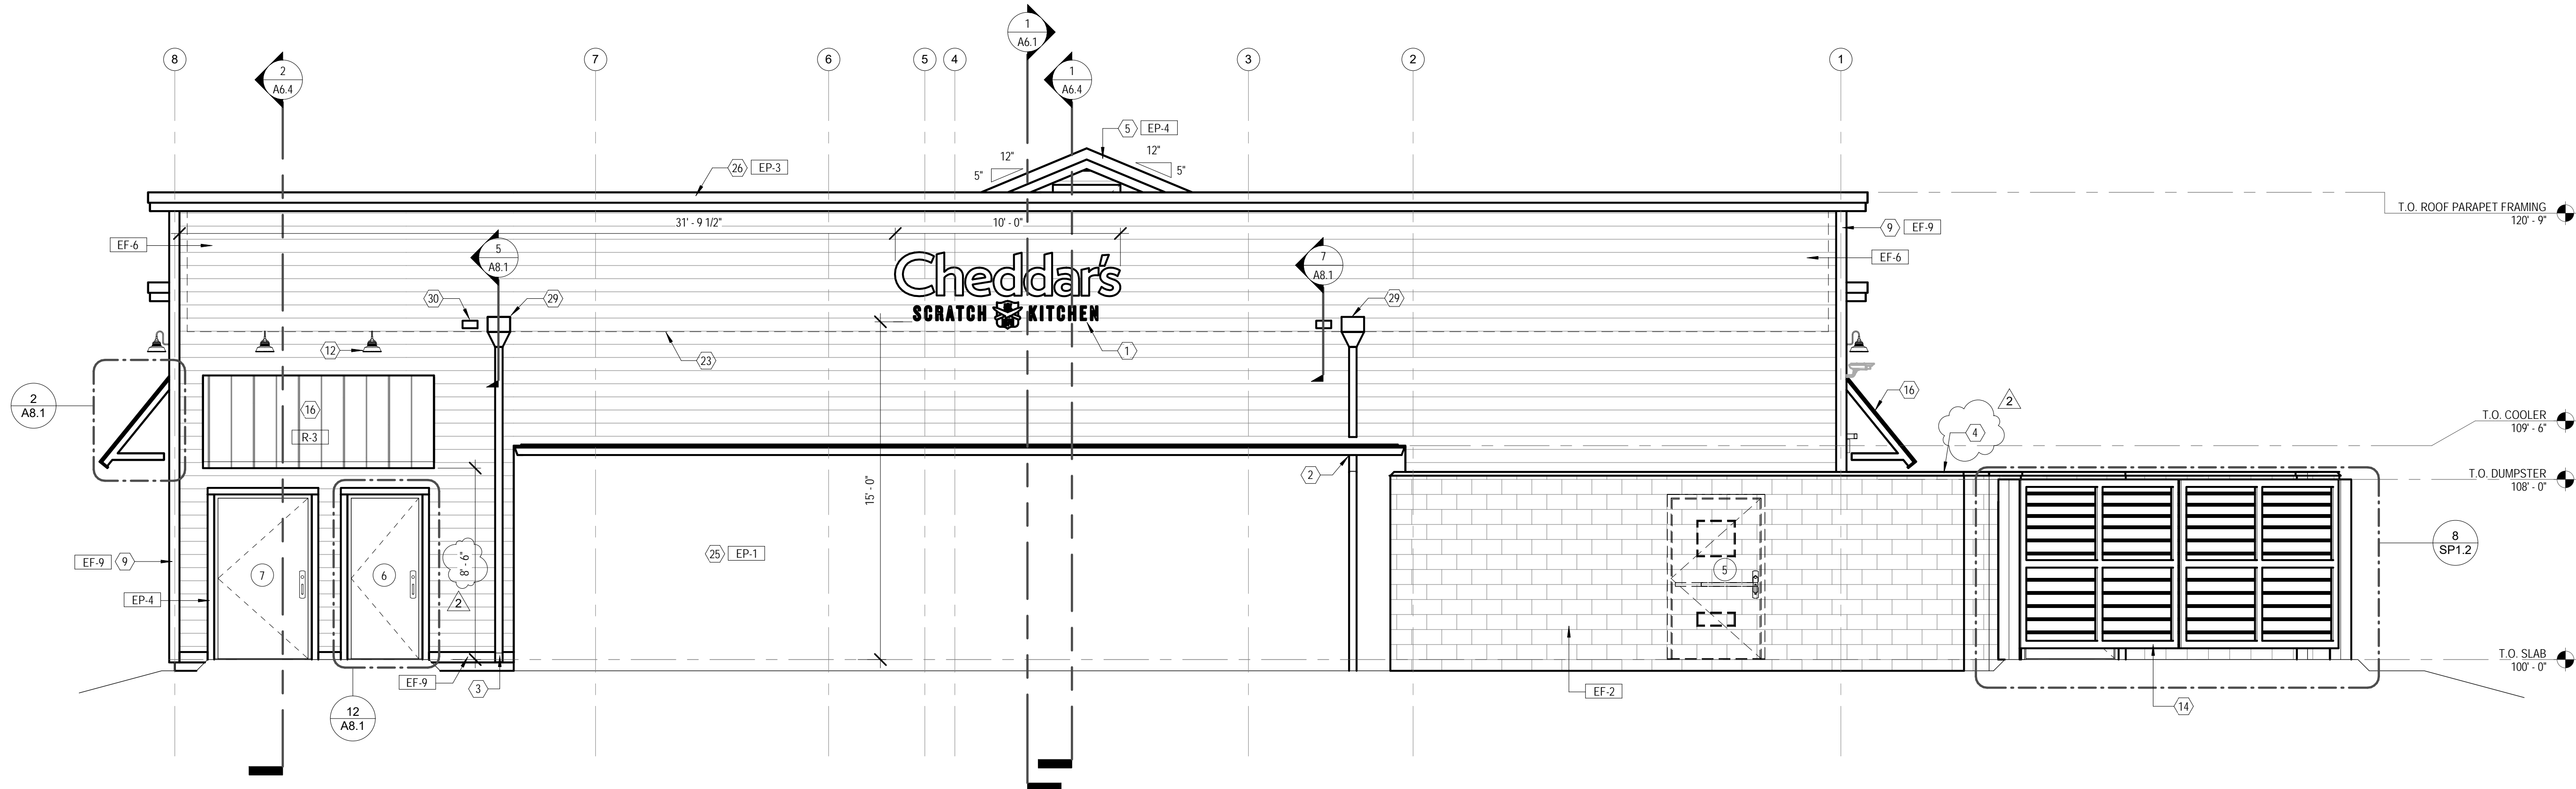 1
A6.1
8
2
A6.4
7
6
5
4
1
A6.4
3
2
1
5 EP-4
12"
5"
12"
5"
26 EP-3
T.O. ROOF PARAPET FRAMING
120' - 9"
31' - 9 1/2"
10' - 0"
9 EF-9
EF-6
5
A8.1
7
A8.1
EF-6
Cheddar's
SCRATCH KITCHEN
30
29
29
12
23
1
2
A8.1
16
R-3
16
2
4
T.O. COOLER
109' - 6"
2
15' - 0"
T.O. DUMPSTER
108' - 0"
8
SP1.2
EF-9 9
7
6
8' - 6"
2
25 EP-1
5
EP-4
T.O. SLAB
100' - 0"
EF-9
3
EF-2
14
12
A8.1